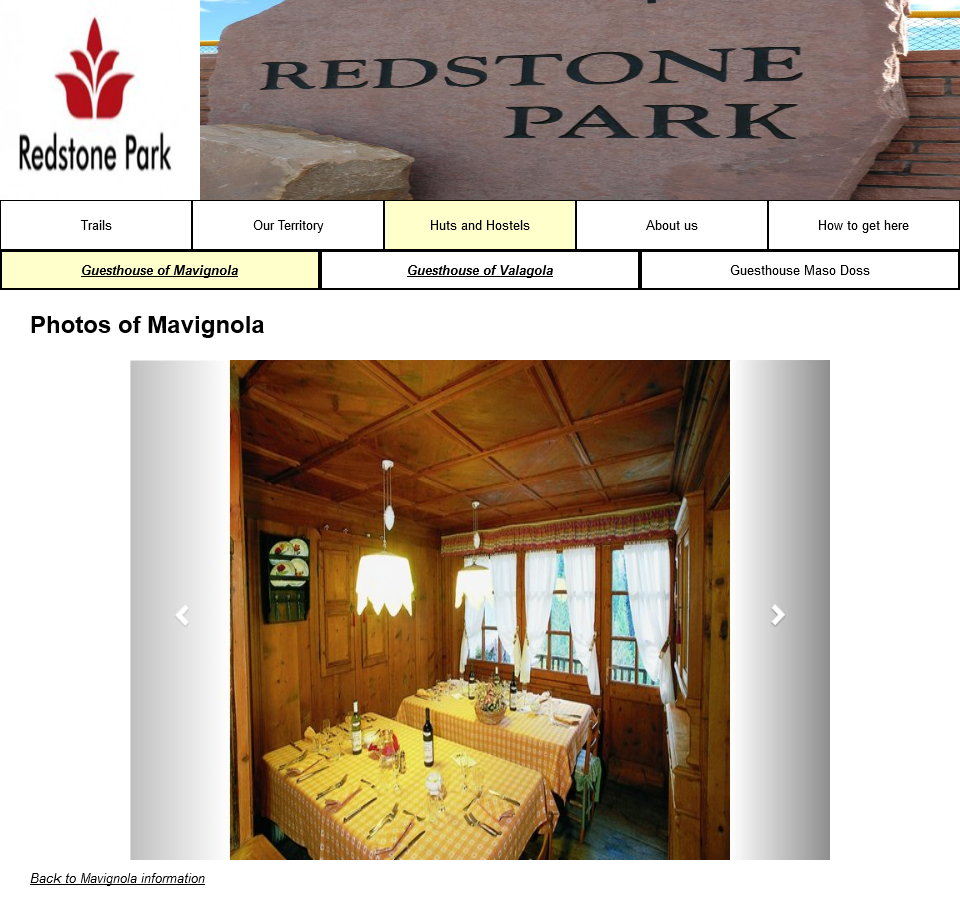 Redstone Park
REDSTONE
PARK
Trails
Our Territory
Huts and Hostels
About us
How to get here
Guesthouse of Mavignola
Guesthouse of Valagola
Guesthouse Maso Doss
Photos of Mavignola
Back to Mavignola information